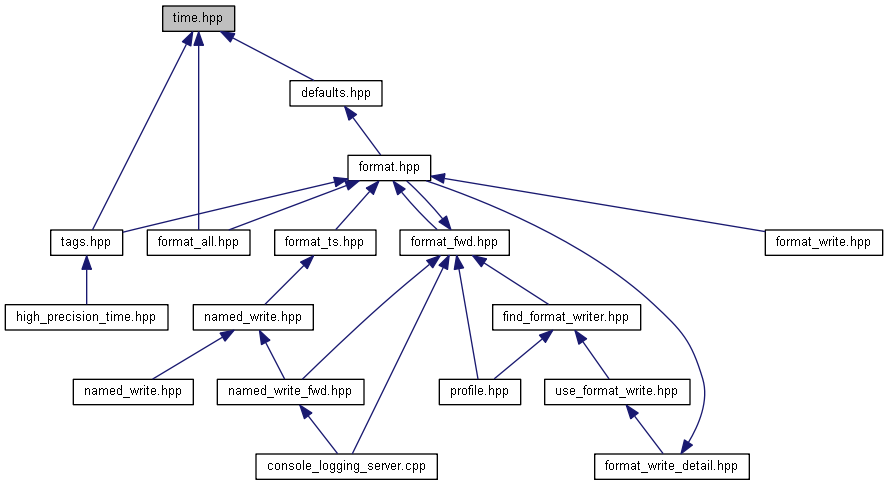 time.hpp
defaults.hpp
format.hpp
tags.hpp
format_all.hpp
format_ts.hpp
format_fwd.hpp
format_write.hpp
high_precision_time.hpp
named_write.hpp
find_format_writer.hpp
named_write.hpp
named_write_fwd.hpp
profile.hpp
use_format_write.hpp
console_logging_server.cpp
format_write_detail.hpp